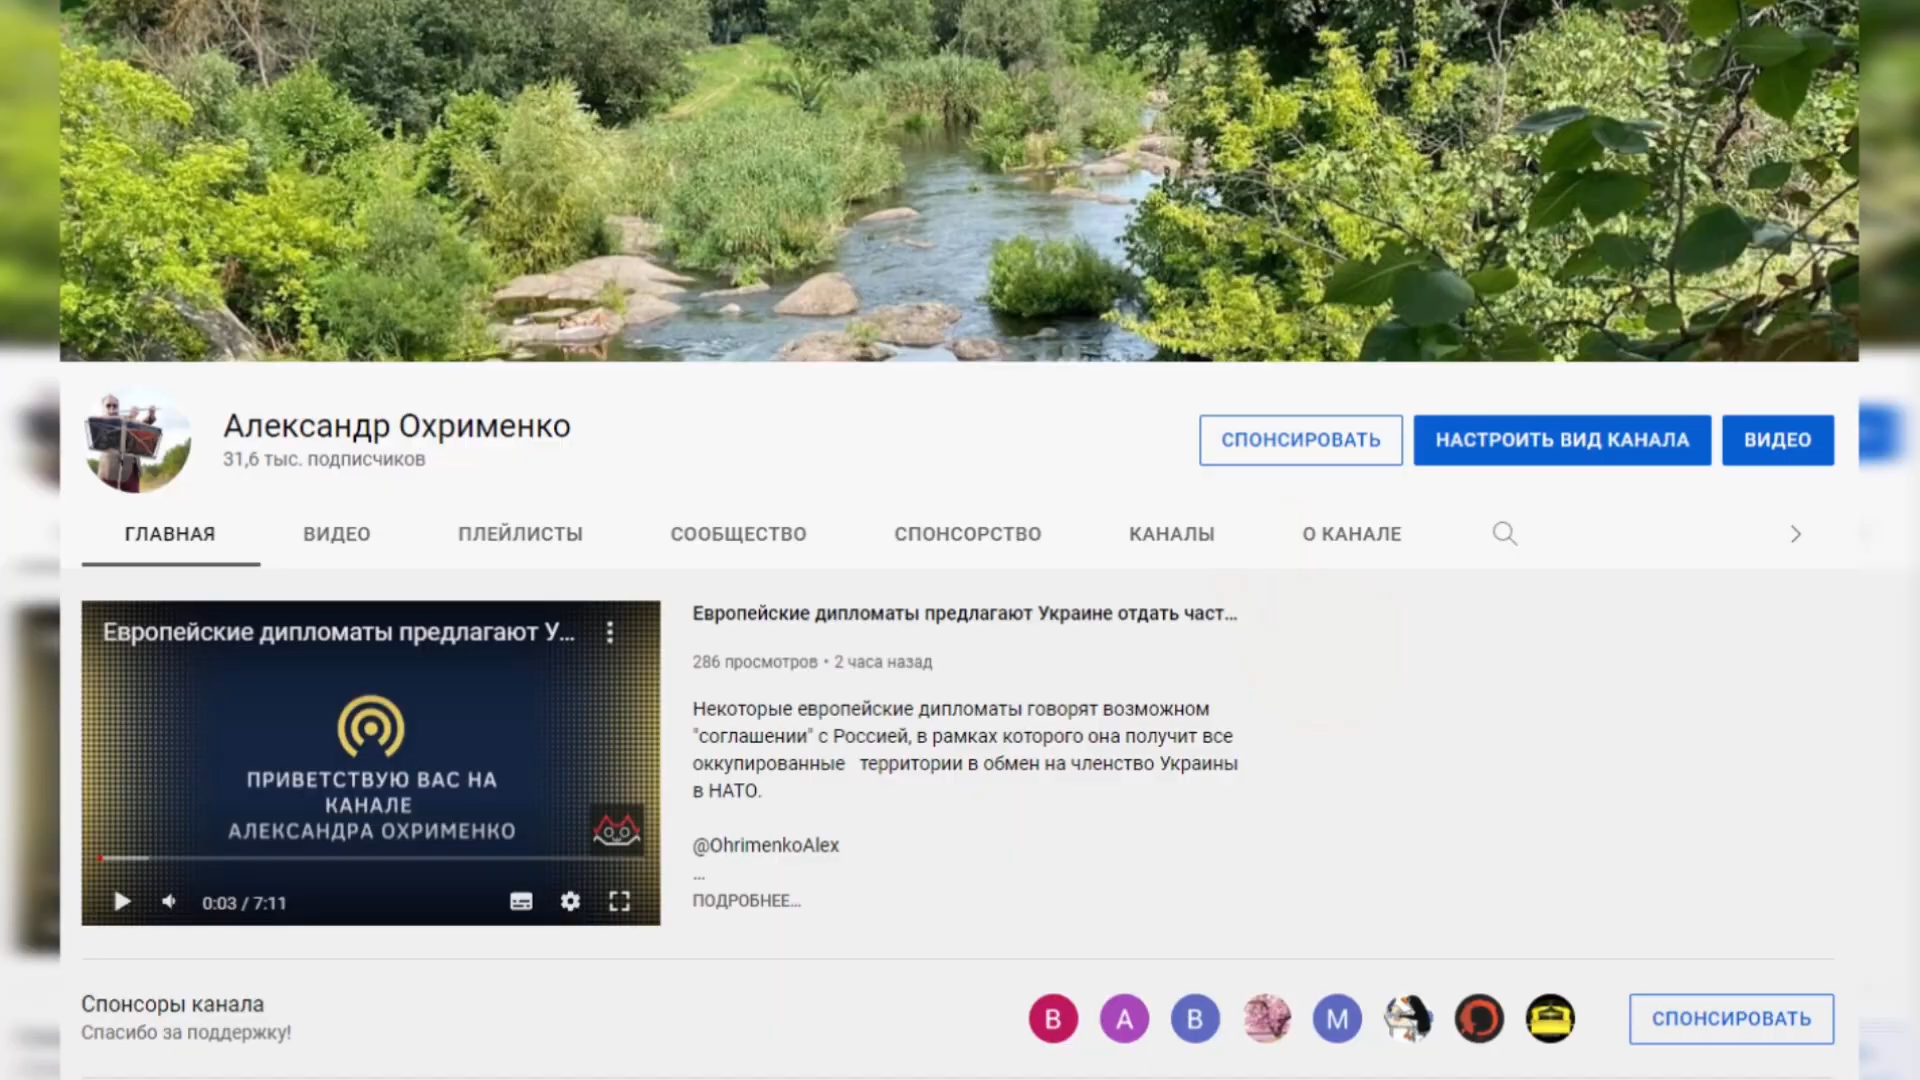 Александр Охрименко
31,6 тыс. подписчиков
СПОНСИРОВАТЬ
НАСТРОИТЬ ВИД КАНАЛА
ВИДЕО
ГЛАВНАЯ
ВИДЕО
ПЛЕЙЛИСТЫ
СООБЩЕСТВО
СПОНСОРСТВО
КАНАЛЫ
О КАНАЛЕ
Европейские дипломаты предлагают У...
ПРИВЕТСТВУЮ ВАС НА
КАНАЛЕ
АЛЕКСАНДРА ОХРИМЕНКО
0:03 / 7:11
Европейские дипломаты предлагают Украине отдать част...
286 просмотров • 2 часа назад
Некоторые европейские дипломаты говорят возможном
"соглашении" с Россией, в рамках которого она получит все
оккупированные территории в обмен на членство Украины
в НАТО.
@OhrimenkoAlex
...
ПОДРОБНЕЕ...
Спонсоры канала
Спасибо за поддержку!
В
А
В
М
СПОНСИРОВАТЬ